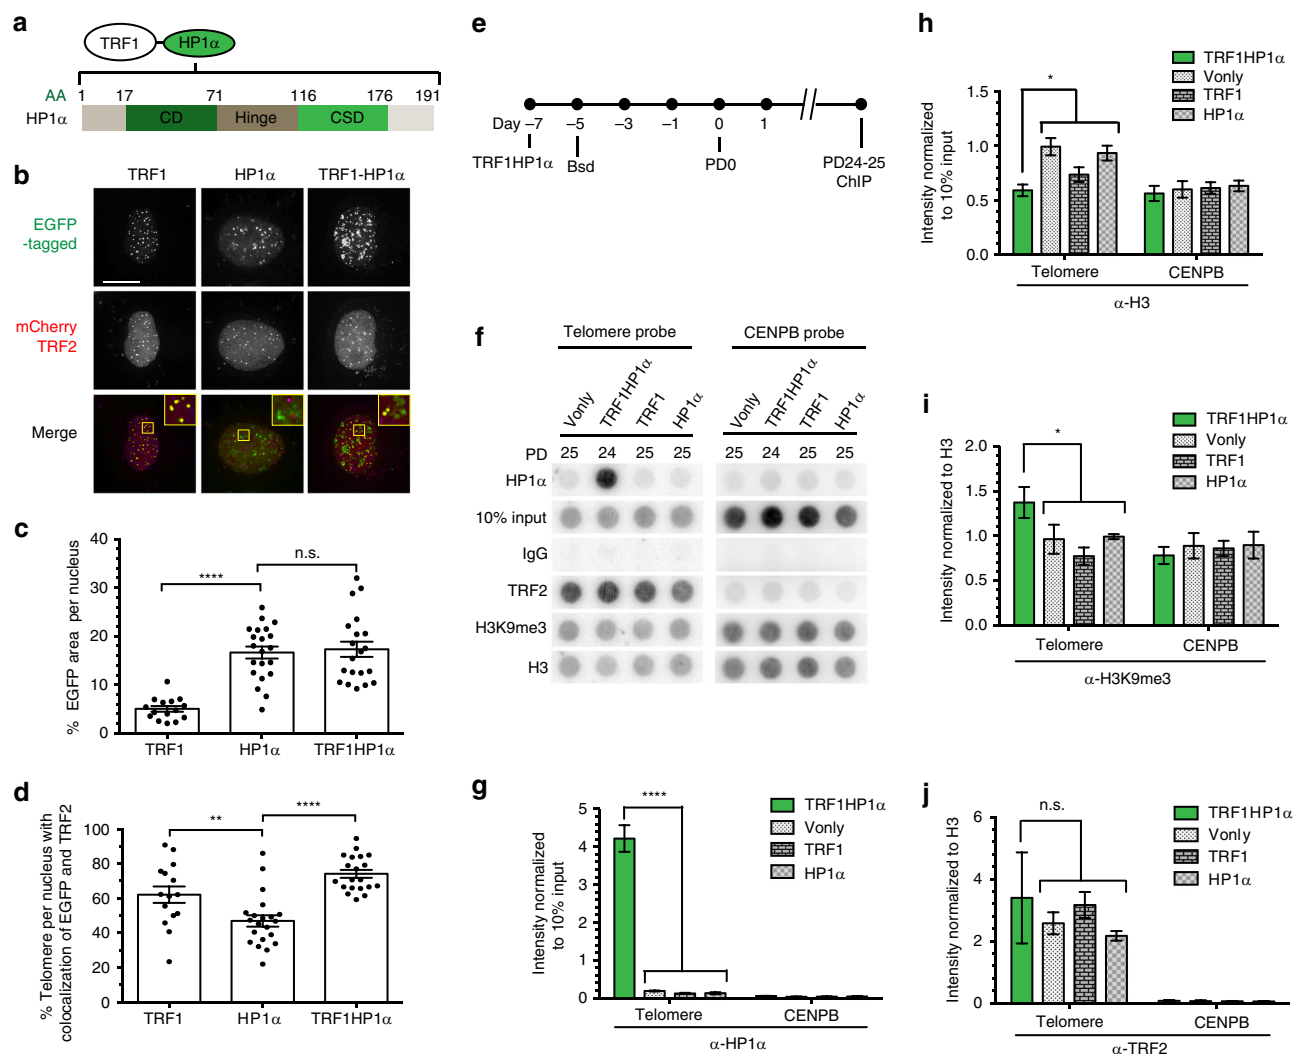 a
TRF1
HP1α
AA
1 17 71 116 176 191
HP1α
CD
Hinge
CSD
b
TRF1 HP1α TRF1-HP1α
EGFP
-tagged
mCherry
TRF2
Merge
c
% EGFP area per nucleus
40
30
20
10
0
****
n.s.
TRF1 HP1α TRF1HP1α
d
% Telomere per nucleus with
colocalization of EGFP and TRF2
100
80
60
40
20
0
**
****
TRF1 HP1α TRF1HP1α
e
Day –7 –5 –3 –1 0 1
TRF1HP1α
Bsd
PD0
PD24-25
ChIP
f
Telomere probe
CENPB probe
Vonly TRF1HP1α TRF1 HP1α
Vonly TRF1HP1α TRF1 HP1α
PD 25 24 25 25 25 24 25 25
HP1α
10% input
IgG
TRF2
H3K9me3
H3
g
Intensity normalized
to 10% input
5
4
3
2
1
0
****
TRF1HP1α
Vonly
TRF1
HP1α
Telomere CENPB
α-HP1α
h
Intensity normalized
to 10% input
1.5
1.0
0.5
0.0
*
TRF1HP1α
Vonly
TRF1
HP1α
Telomere CENPB
α-H3
i
Intensity normalized to H3
2.0
1.5
1.0
0.5
0.0
*
TRF1HP1α
Vonly
TRF1
HP1α
Telomere CENPB
α-H3K9me3
j
Intensity normalized to H3
6
4
2
0
n.s.
TRF1HP1α
Vonly
TRF1
HP1α
Telomere CENPB
α-TRF2